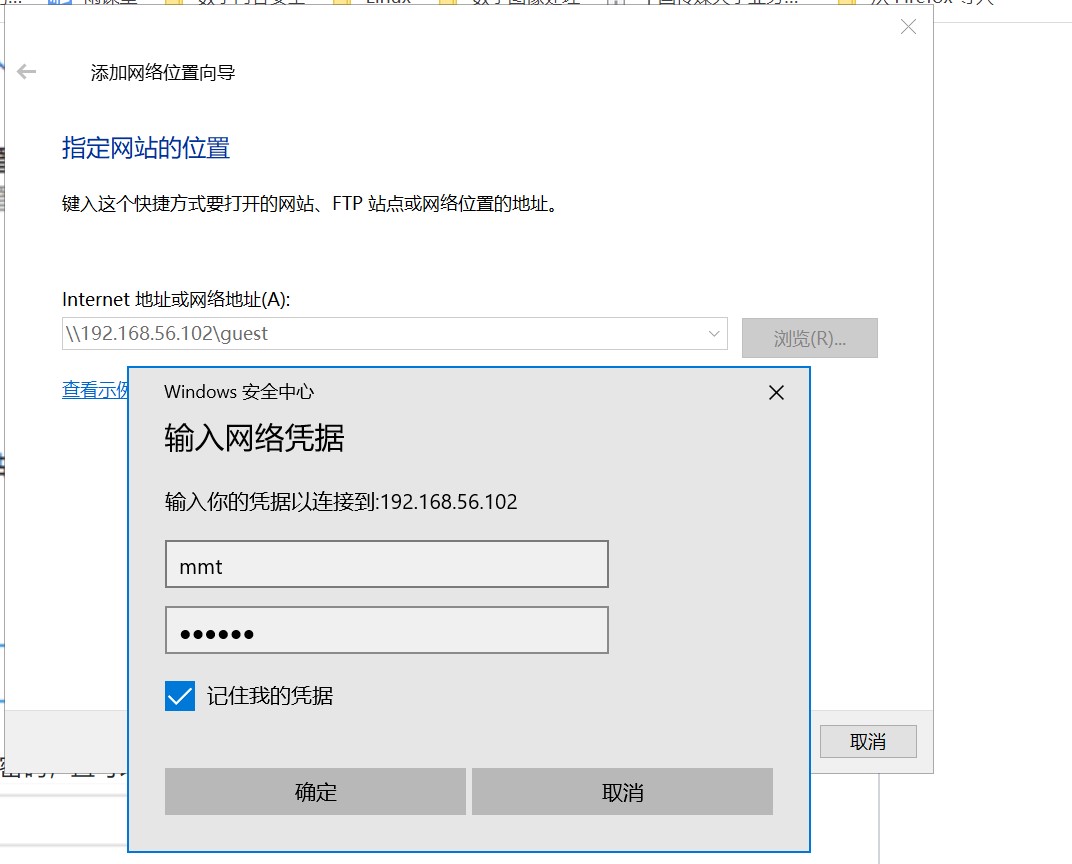 添加网络位置向导
指定网站的位置
键入这个快捷方式要打开的网站、FTP 站点或网络位置的地址。
Internet 地址或网络地址(A):
\\192.168.56.102\guest
浏览(R)...
查看示例
Windows 安全中心
输入网络凭据
输入你的凭据以连接到:192.168.56.102
mmt
●●●●●●
记住我的凭据
取消
确定
取消